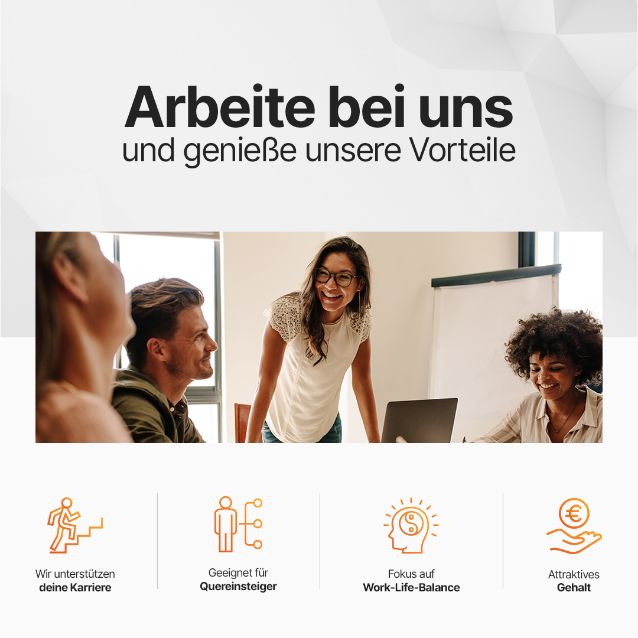 Arbeite bei uns
und genieße unsere Vorteile
Wir unterstützen
deine Karriere
Geeignet für
Quereinsteiger
Fokus auf
Work-Life-Balance
Attraktives
Gehalt